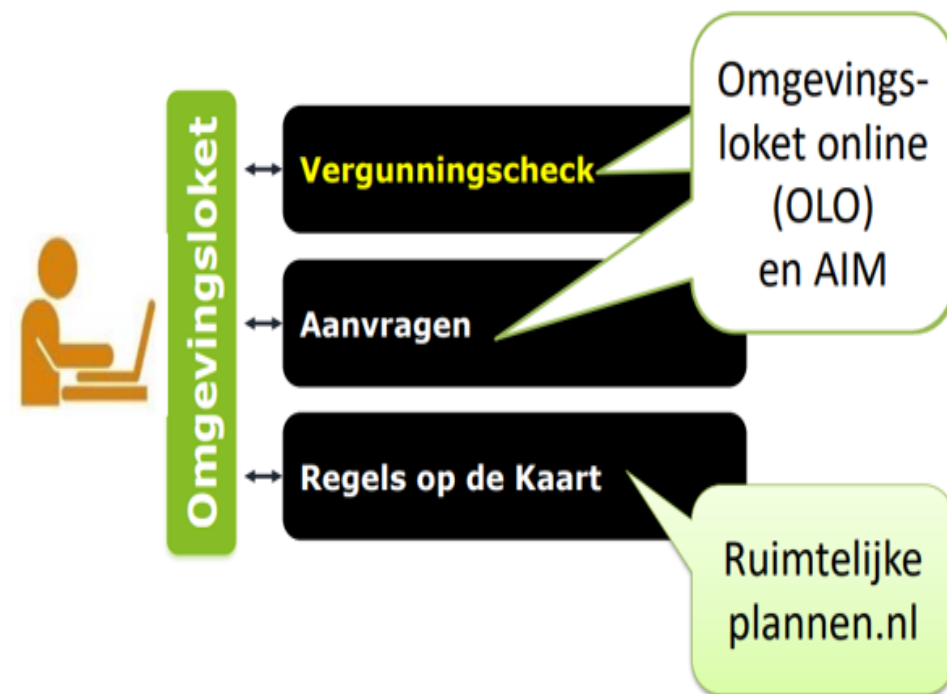 Omgevingsloket
Vergunningscheck
Aanvragen
Regels op de Kaart
Omgevings-
loket online
(OLO)
en AIM
Ruimtelijke
plannen.nl